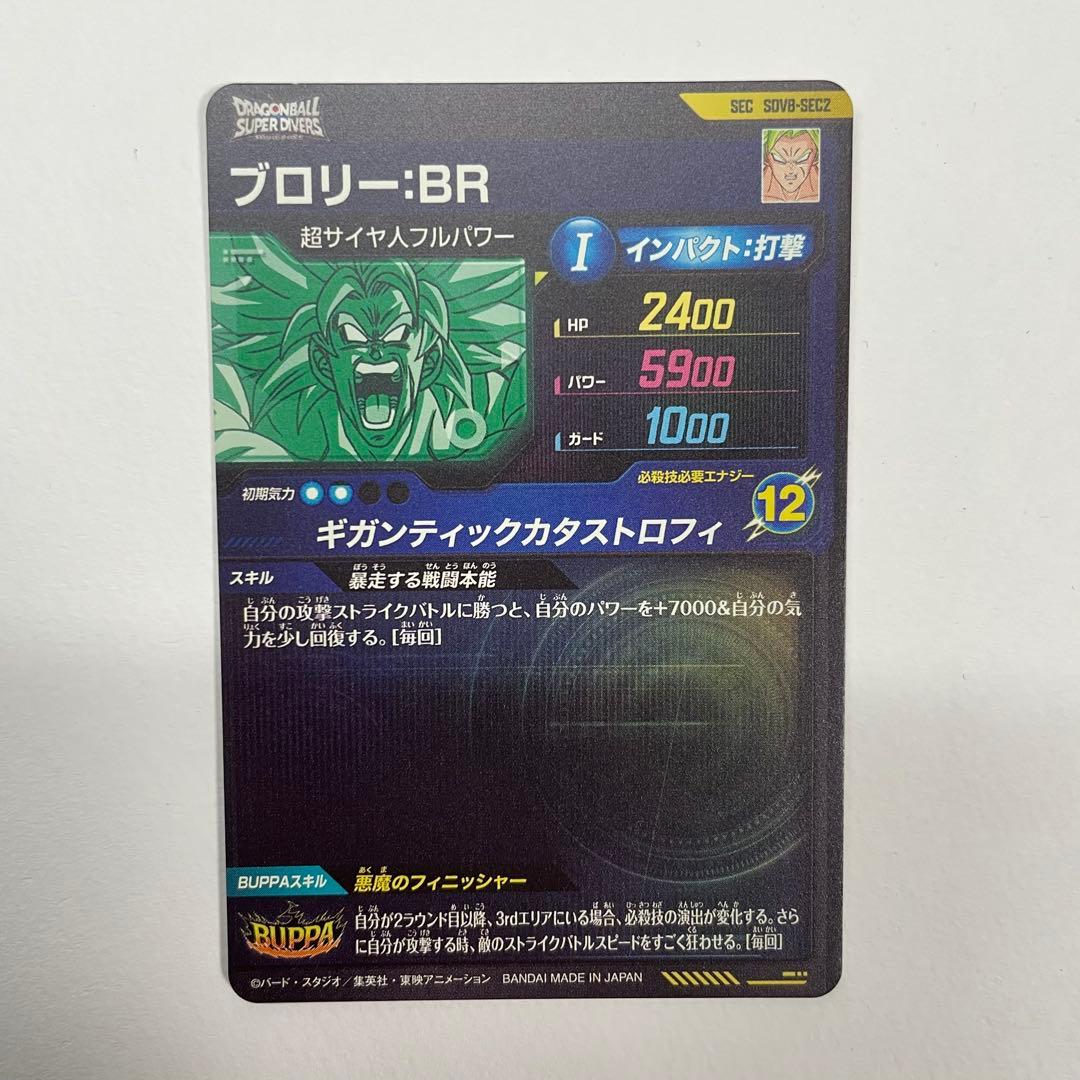 DRAGONBALL
SUPER DIVERS
SEC SDV8-SEC2
ブロリー:BR
超サイヤ人フルパワー
I インパクト:打撃
HP 2400
パワー 5900
ガード 1000
NO
初期気力
必殺技必要エナジー
12
ギガンティックカタストロフィ
スキル 暴走する戦闘本能
自分の攻撃ストライクバトルに勝つと、自分のパワーを+7000&自分の気
力を少し回復する。[毎回]
BUPPAスキル 悪魔のフィニッシャー
BUPPA
自分が2ラウンド目以降、3rdエリアにいる場合、必殺技の演出が変化する。さら
に自分が攻撃する時、敵のストライクバトルスピードをすごく狂わせる。[毎回]
©バード・スタジオ/集英社・東映アニメーション BANDAI MADE IN JAPAN